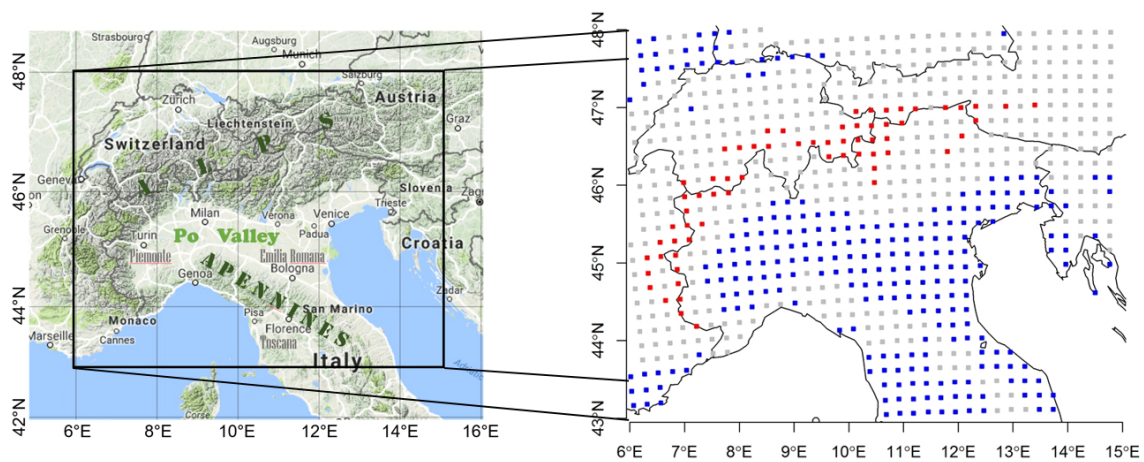 Strasbourg
Augsburg
Munich
48°N
Zürich
Salzburg
Austria
Liechtenstein
Graz
Switzerland
A L P S
Geneva
46°N
Slovenia
Zag
Milan
Verona
Venice
Trieste
Grenoble
Turin
Po Valley
Padua
Croatia
Piemonte
Emilia Romana
Genoa
Bologna
APENNINES
Zadar
44°N
San Marino
Monaco
Pisa
Marseille
Cannes
Florence
Toscana
Italy
Corse
42°N
6°E 8°E 10°E 12°E 14°E 16°E
48°N
47°N
46°N
45°N
44°N
43°N
6°E 7°E 8°E 9°E 10°E 11°E 12°E 13°E 14°E 15°E